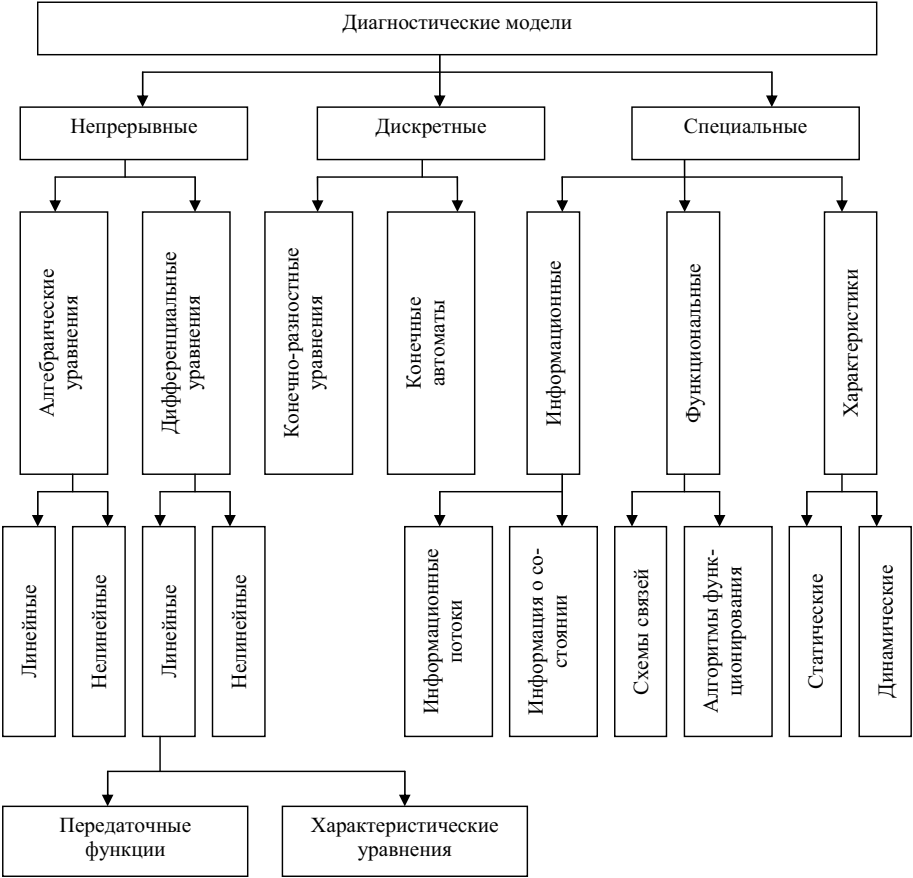 Диагностические модели
Непрерывные
Дискретные
Специальные
Алгебраические
уравнения
Дифференциальные
уравнения
Конечно-разностные
уравнения
Конечные
автоматы
Информационные
Функциональные
Характеристики
Линейные
Нелинейные
Линейные
Нелинейные
Информационные
потоки
Информация о со-
стоянии
Схемы связей
Алгоритмы функ-
ционирования
Статические
Динамические
Передаточные
функции
Характеристические
уравнения